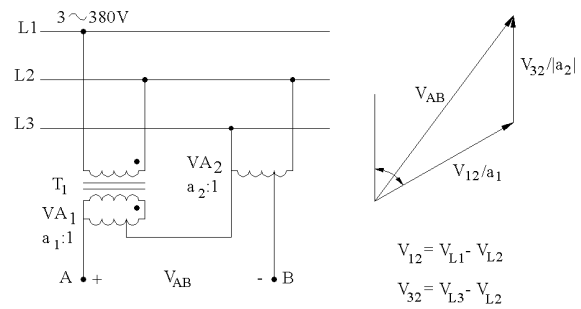 3~380V
L1
L2
L3
T1
VA1
a1:1
VA2
a2:1
A +
VAB
- B
VAB
V32/|a2|
V12/a1
V12= VL1- VL2
V32= VL3- VL2